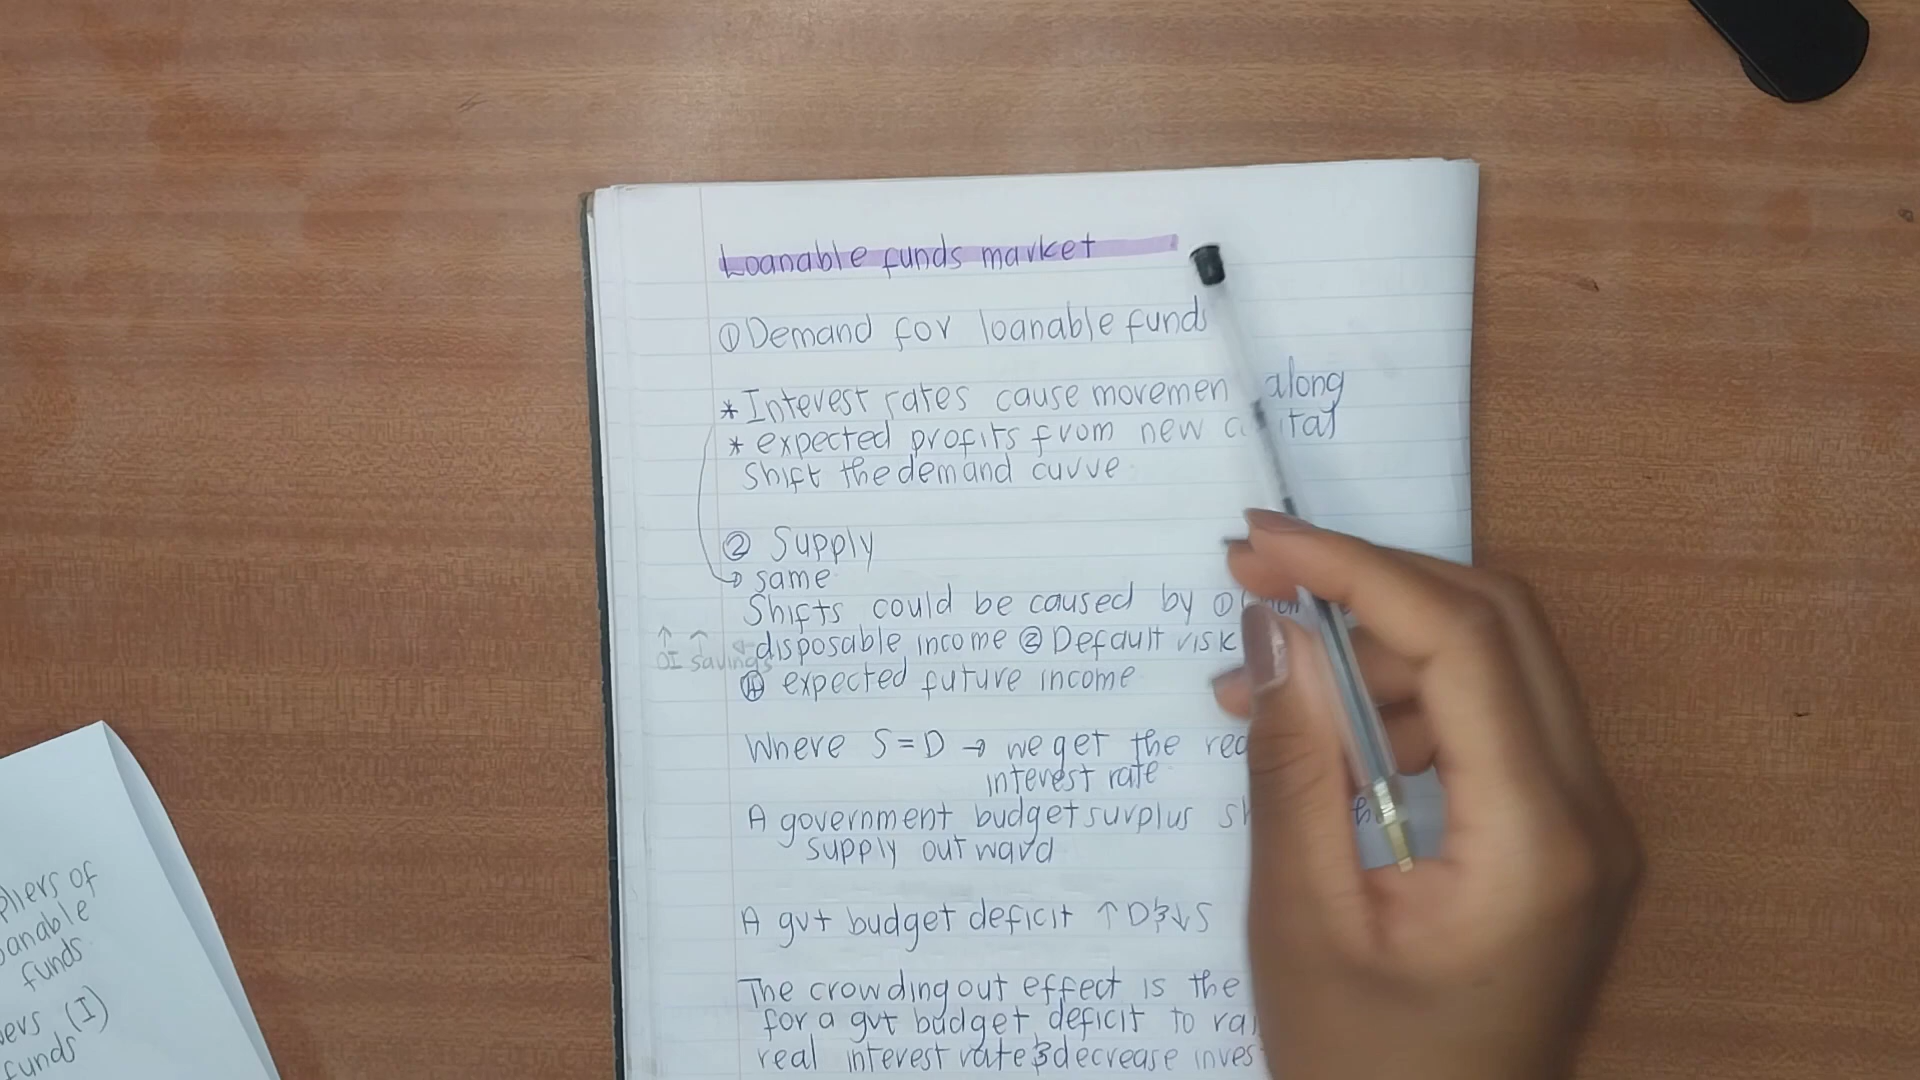 Loanable funds market
① Demand for loanable funds
* Interest rates cause movemen along
* expected profits from new
Shift the demand curve
② Supply
→ same
Shifts could be caused by ①
disposable income ② Default risk
↑ ↑
DI savings
④ expected future income
Where S = D → we get the
interest rate
A government budget surplus
supply outward
A gvt budget deficit ↑ D & ↓ S
The crowding out effect is the
for a gvt budget deficit to
real interest rate & decrease
funds
(I)
funds